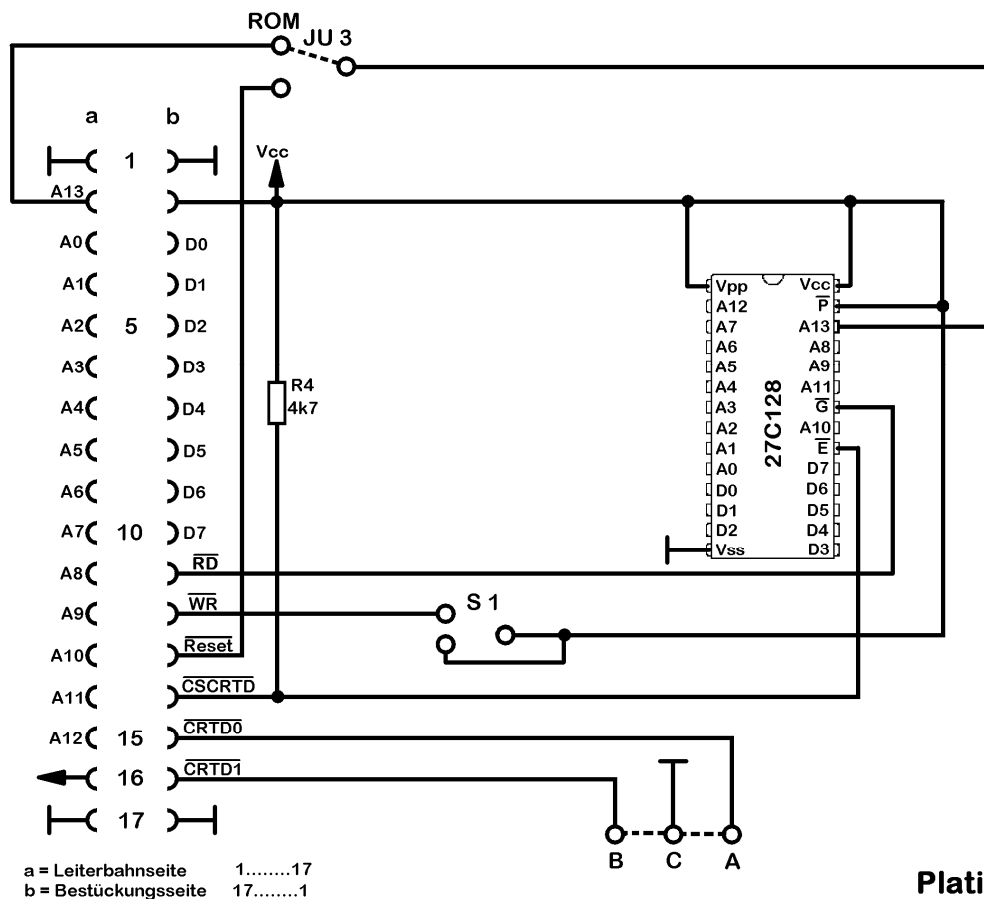 ROM
JU 3
a b
1
Vcc
A13
A0 D0
A1 D1
A2 5 D2
A3 D3
A4 D4
A5 D5
A6 D6
A7 10 D7
A8 RD
A9 WR
A10 Reset
A11 CSCRTD
A12 15 CRTD0
16 CRTD1
17
R4
4k7
S 1
Vpp Vcc
A12 P
A7 A13
A6 A8
A5 A9
A4 A11
A3 G
A2 A10
A1 E
A0 D7
D0 D6
D1 D5
D2 D4
Vss D3
27C128
B C A
a = Leiterbahnseite 1........17
b = Bestückungsseite 17........1
Plati